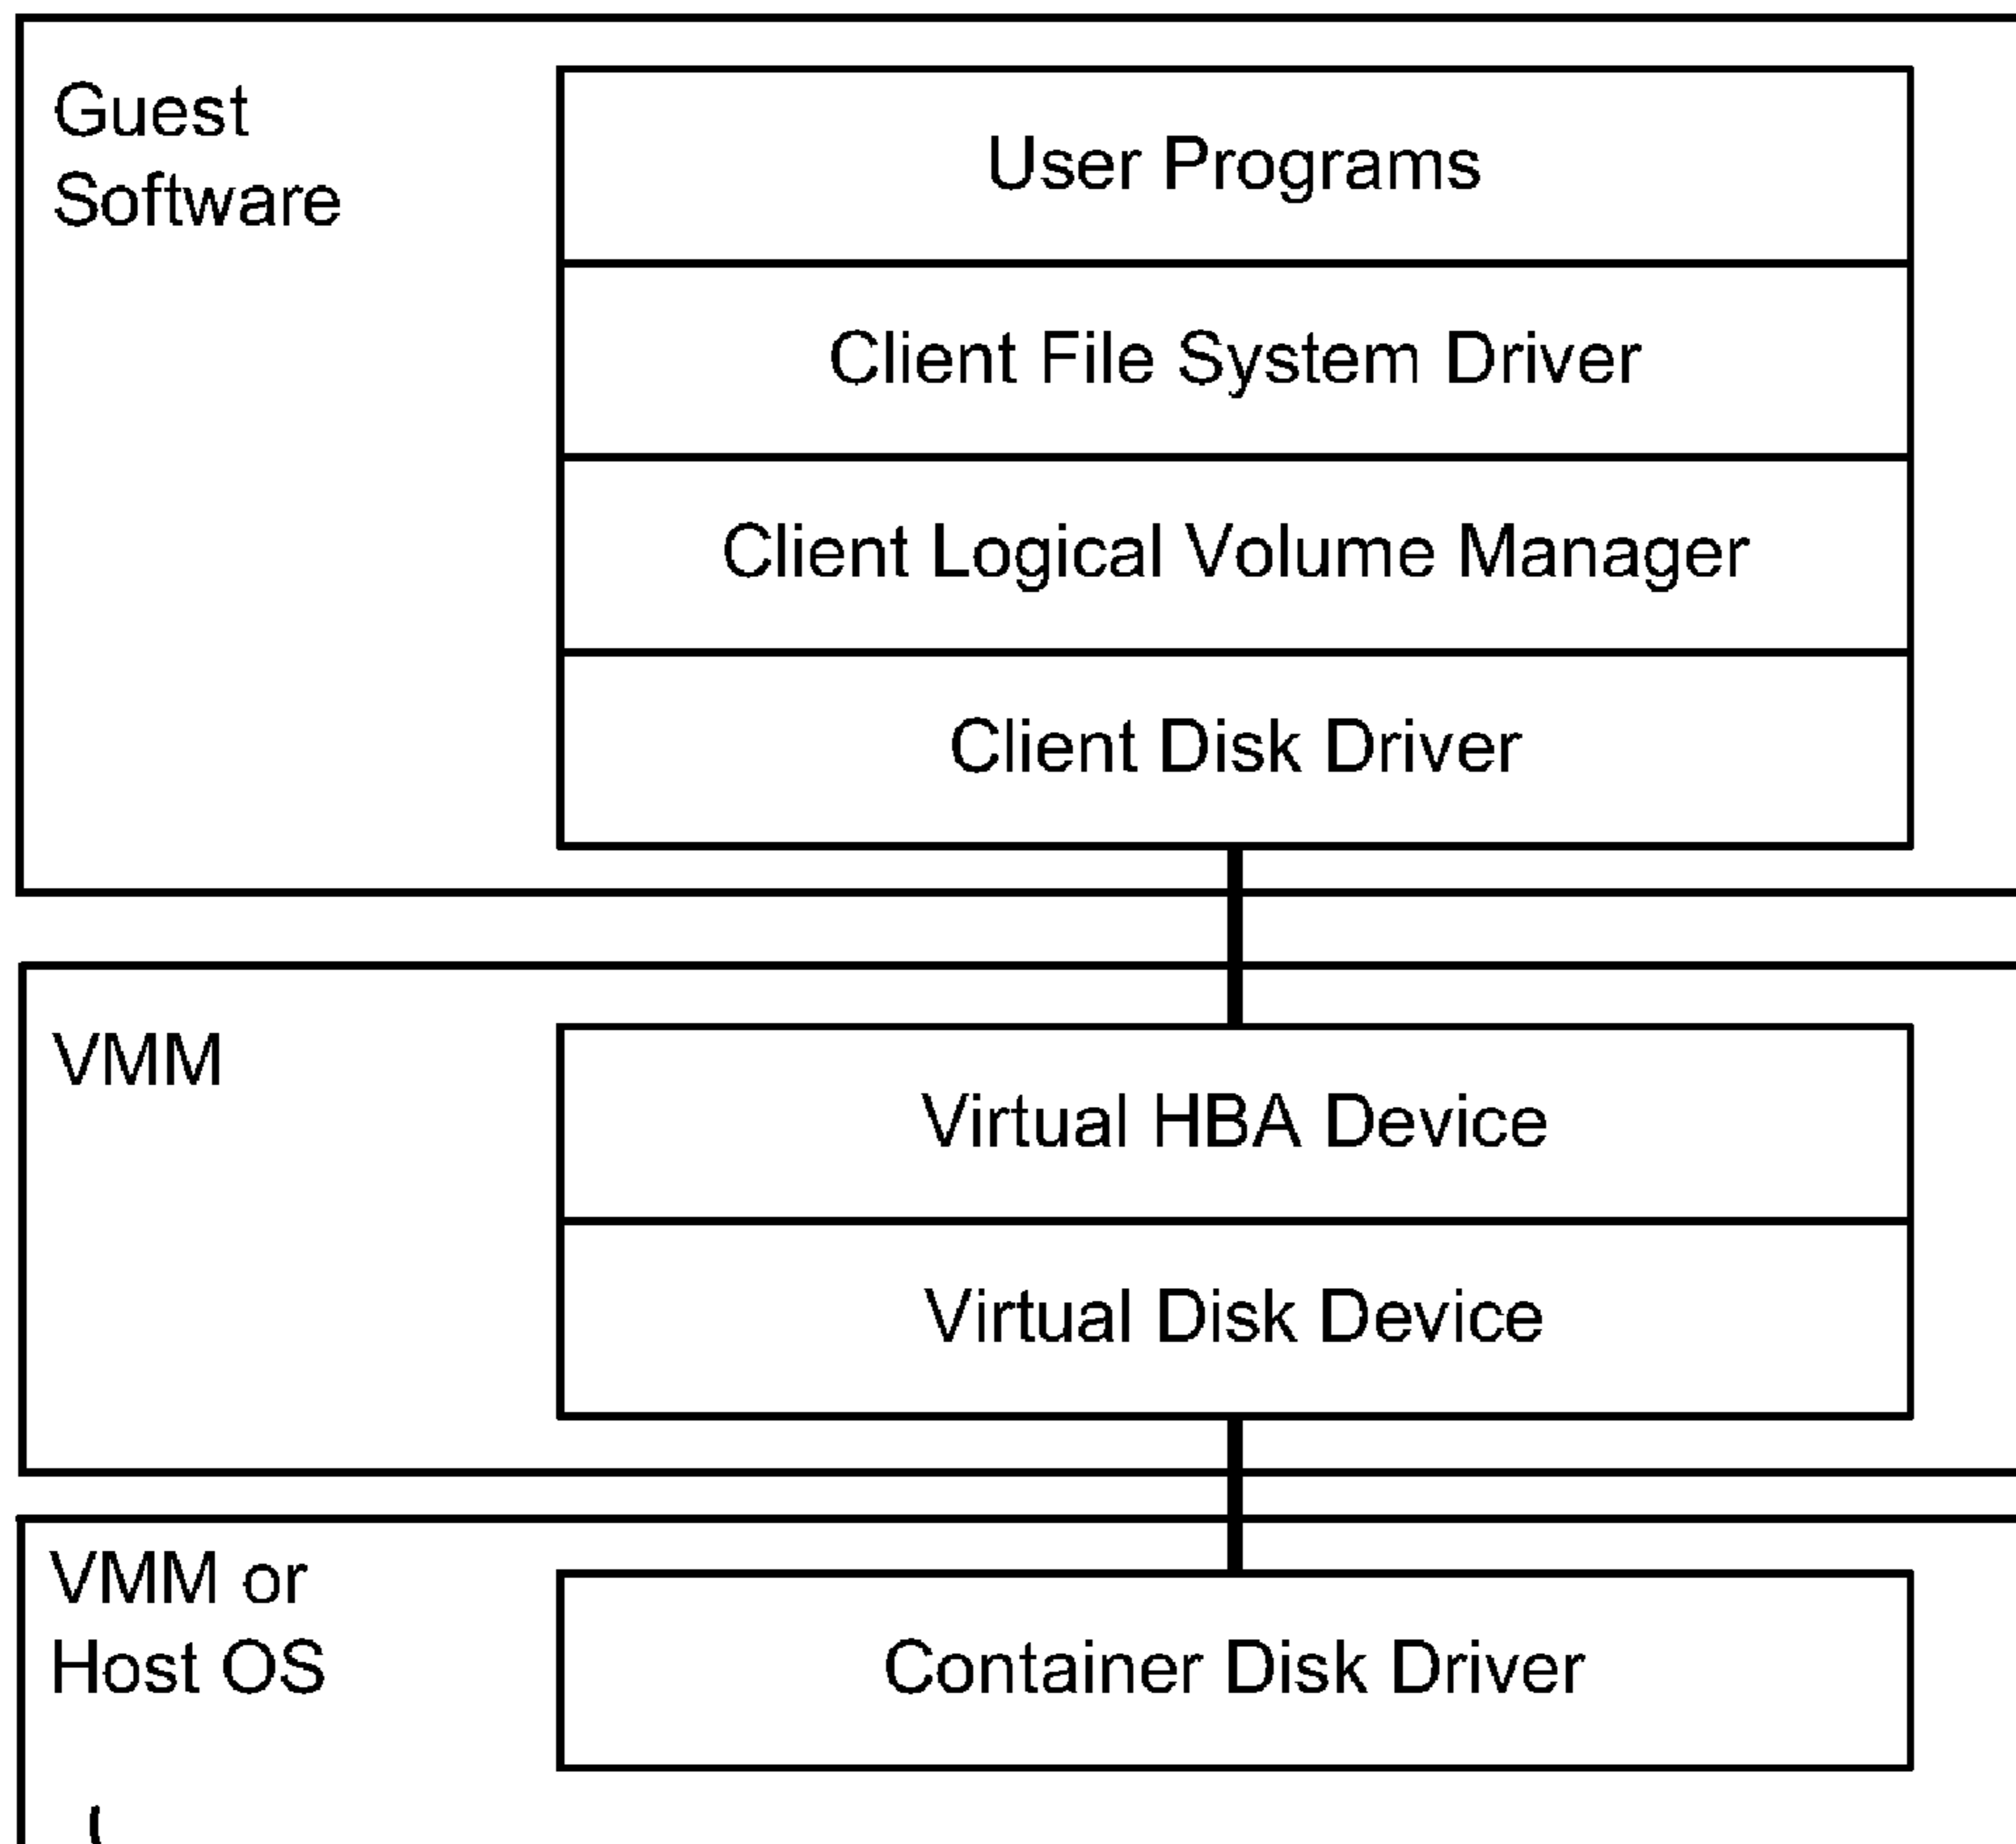 Guest
Software
User Programs
Client File System Driver
Client Logical Volume Manager
Client Disk Driver
VMM
Virtual HBA Device
Virtual Disk Device
VMM or
Host OS
Container Disk Driver